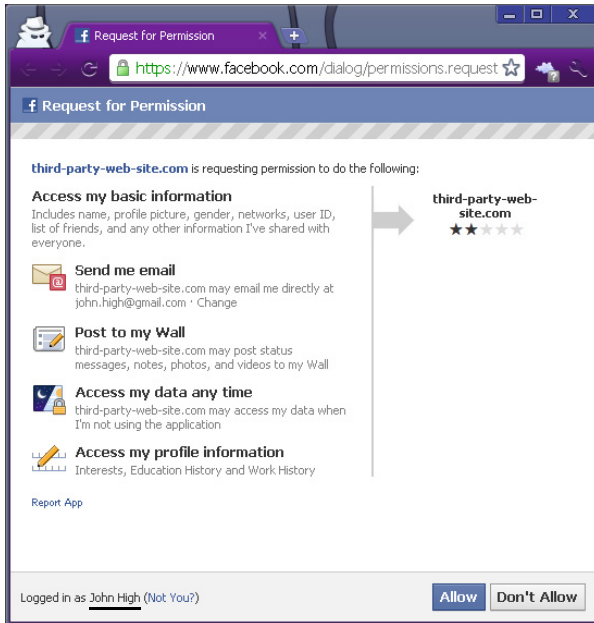 Request for Permission
https://www.facebook.com/dialog/permissions.request
Request for Permission
third-party-web-site.com is requesting permission to do the following:
Access my basic information
Includes name, profile picture, gender, networks, user ID,
list of friends, and any other information I've shared with
everyone.
third-party-web-
site.com
Send me email
third-party-web-site.com may email me directly at
john.high@gmail.com · Change
Post to my Wall
third-party-web-site.com may post status
messages, notes, photos, and videos to my Wall
Access my data any time
third-party-web-site.com may access my data when
I'm not using the application
Access my profile information
Interests, Education History and Work History
Report App
Logged in as John High (Not You?)
Allow
Don't Allow